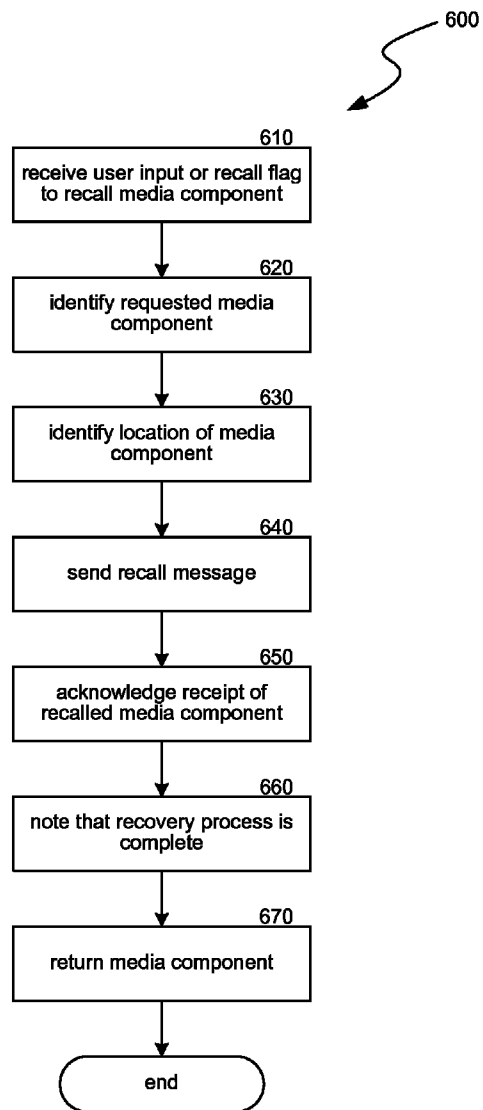 600
610
receive user input or recall flag
to recall media component
620
identify requested media
component
630
identify location of media
component
640
send recall message
650
acknowledge receipt of
recalled media component
660
note that recovery process is
complete
670
return media component
end